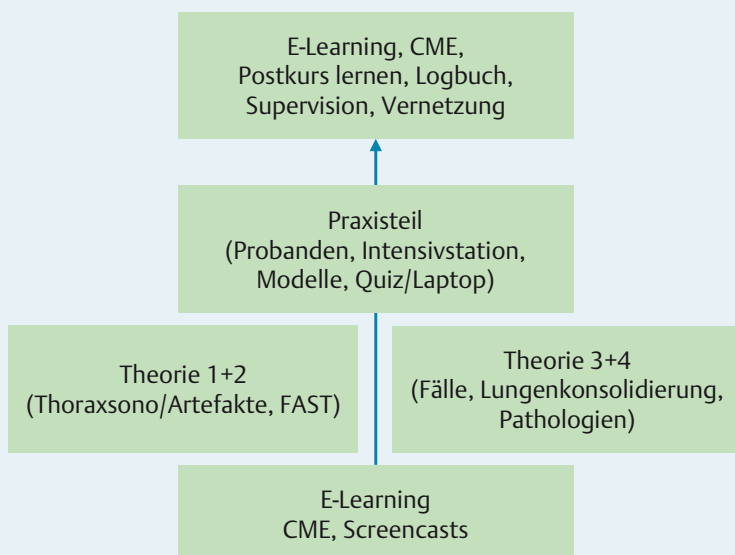 E-Learning, CME,
Postkurs lernen, Logbuch,
Supervision, Vernetzung
Praxisteil
(Probanden, Intensivstation,
Modelle, Quiz/Laptop)
Theorie 1+2
(Thoraxsono/Artefakte, FAST)
Theorie 3+4
(Fälle, Lungenkonsolidierung,
Pathologien)
E-Learning
CME, Screencasts